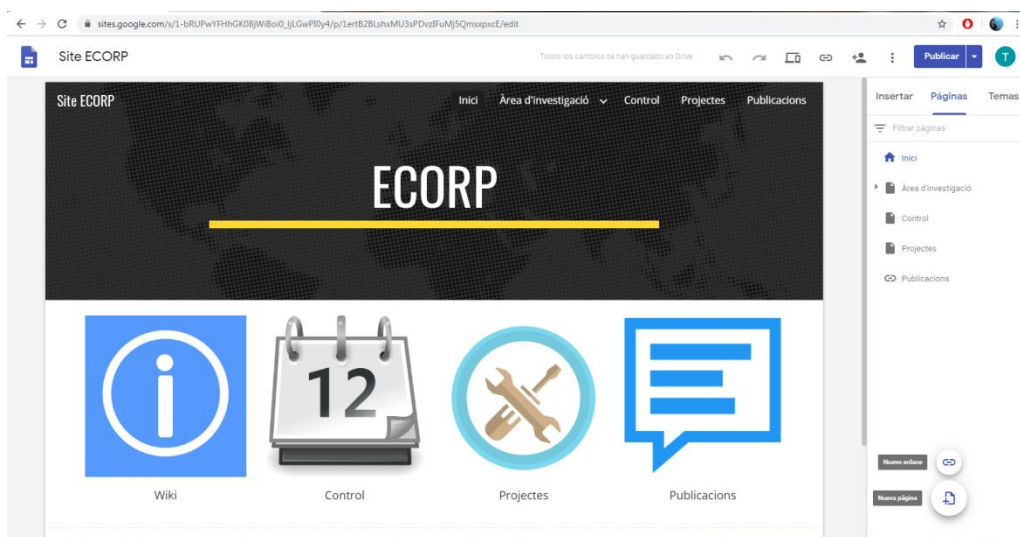 sites.google.com/s/1-bRUPwYFHhGK08jWiBoi0_ljLGwPI0y4/p/1ertB2BLshxMU3sPDvzIFuMj5QmsxpxcE/edit
Site ECORP
Todos los cambios se han guardado en Drive
Publicar
T
Site ECORP
Inici Àrea d'investigació Control Projectes Publicacions
ECORP
12
Wiki Control Projectes Publicacions
Insertar Páginas Temas
Filtrar páginas
Inici
Àrea d'investigació
Control
Projectes
Publicacions
Nuevo enlace
Nueva página